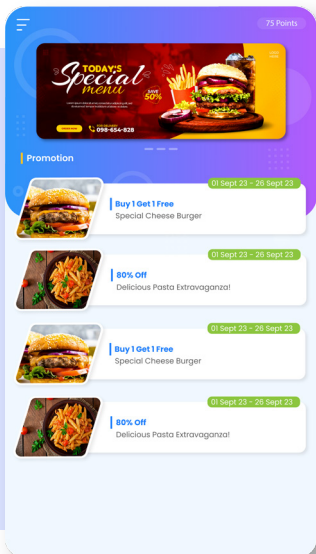 75 Points
TODAY'S
Special
menu
SAVE
50%
098-654-828
Promotion
01 Sept 23 - 26 Sept 23
Buy 1 Get 1 Free
Special Cheese Burger
01 Sept 23 - 26 Sept 23
80% Off
Delicious Pasta Extravaganza!
01 Sept 23 - 26 Sept 23
Buy 1 Get 1 Free
Special Cheese Burger
01 Sept 23 - 26 Sept 23
80% Off
Delicious Pasta Extravaganza!